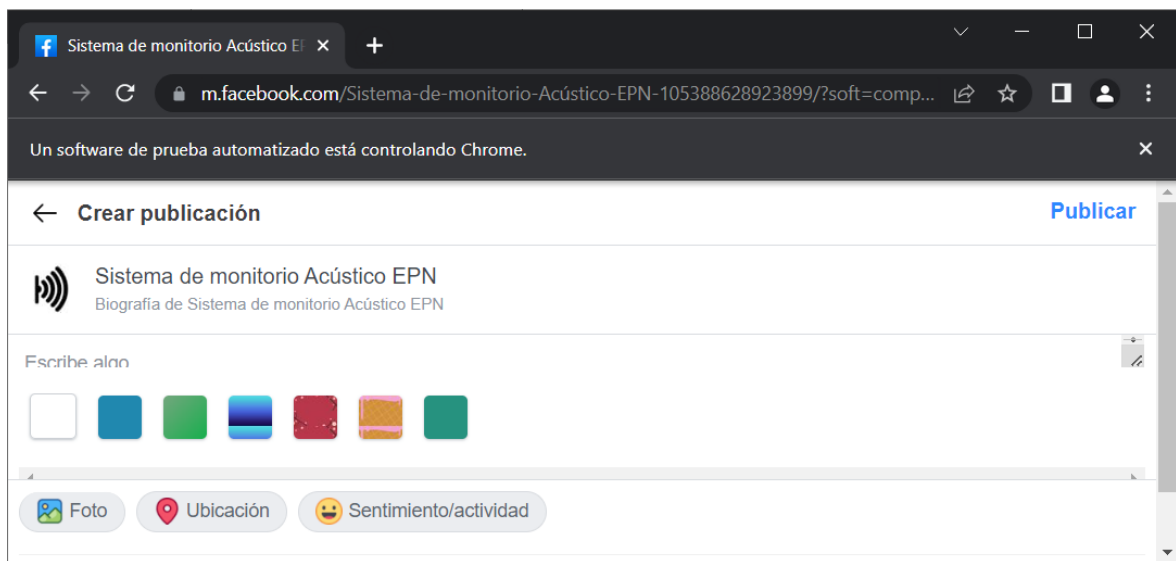 Sistema de monitorio Acústico EF
m.facebook.com/Sistema-de-monitorio-Acústico-EPN-105388628923899/?soft=comp...
Un software de prueba automatizado está controlando Chrome.
Crear publicación
Publicar
Sistema de monitorio Acústico EPN
Biografía de Sistema de monitorio Acústico EPN
Escribe algo
Foto
Ubicación
Sentimiento/actividad